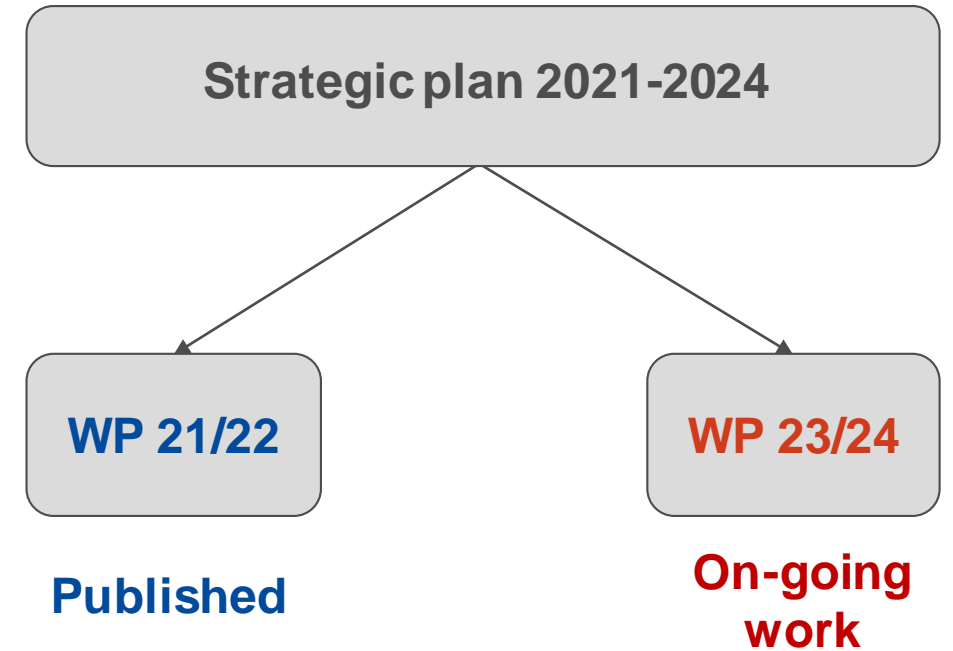 Strategic plan 2021-2024
WP 21/22
WP 23/24
Published
On-going
work